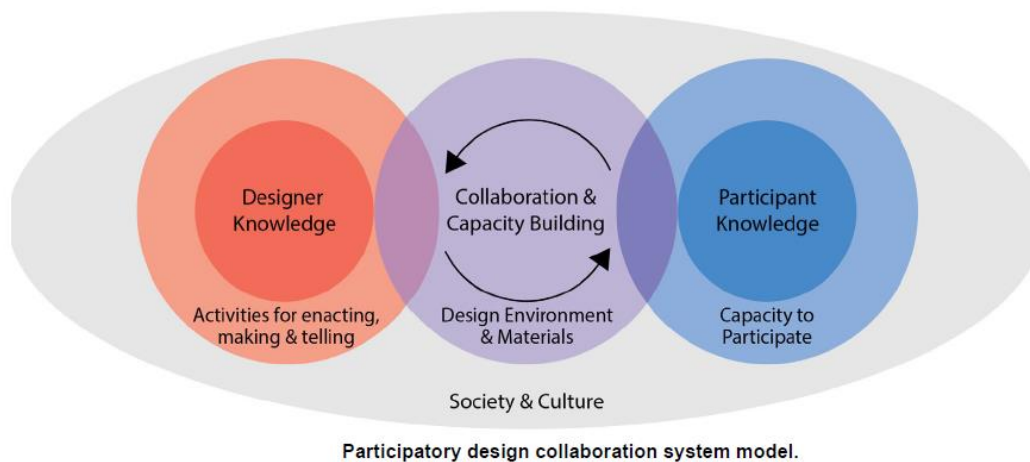 Designer
Knowledge
Activities for enacting,
making & telling
Collaboration &
Capacity Building
Design Environment
& Materials
Participant
Knowledge
Capacity to
Participate
Society & Culture
Participatory design collaboration system model.